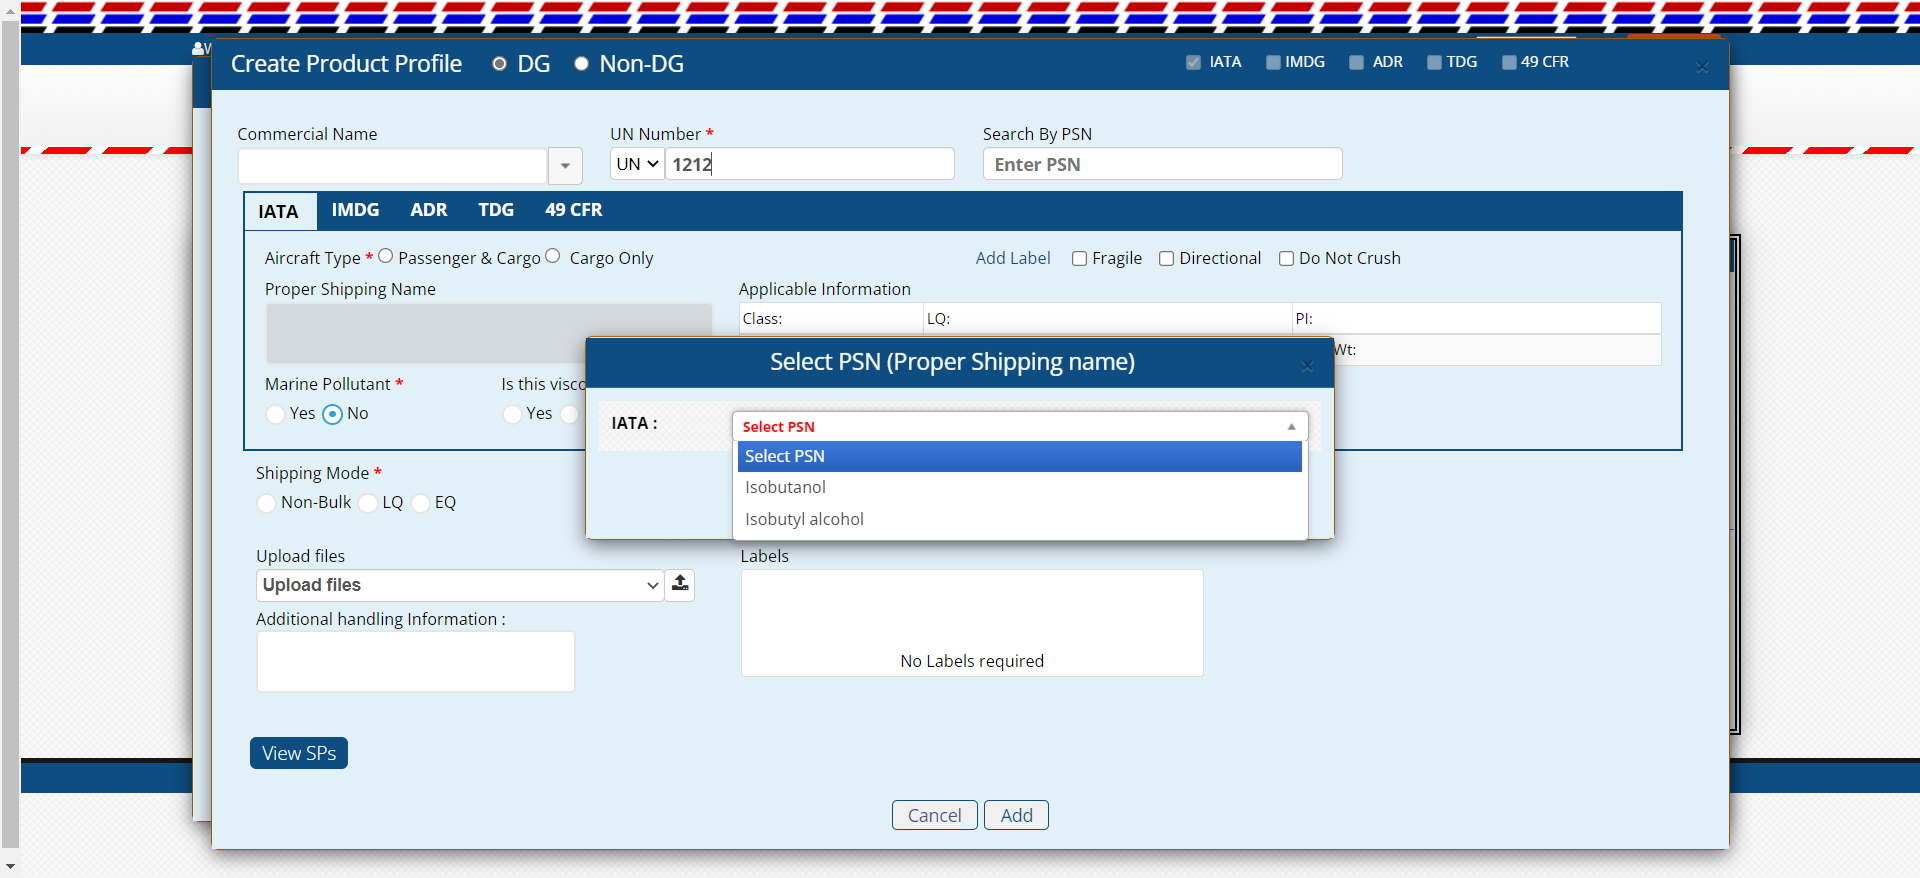 W
Create Product Profile DG Non-DG IATA IMDG ADR TDG 49 CFR ×
Commercial Name UN Number * Search By PSN
UN 1212 Enter PSN
IATA IMDG ADR TDG 49 CFR
Aircraft Type * Passenger & Cargo Cargo Only Add Label Fragile Directional Do Not Crush
Proper Shipping Name Applicable Information
Class: LQ: PI:
Wt:
Select PSN (Proper Shipping name) ×
Marine Pollutant * Is this visco
Yes No Yes
IATA :
Select PSN
Select PSN
Isobutanol
Isobutyl alcohol
Shipping Mode *
Non-Bulk LQ EQ
Upload files Labels
Upload files
Additional handling Information :
No Labels required
View SPs
Cancel Add